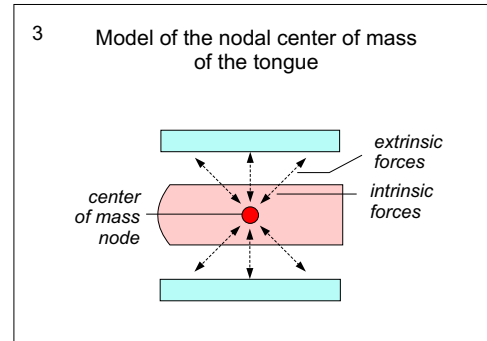 3
Model of the nodal center of mass
of the tongue
extrinsic
forces
intrinsic
forces
center
of mass
node